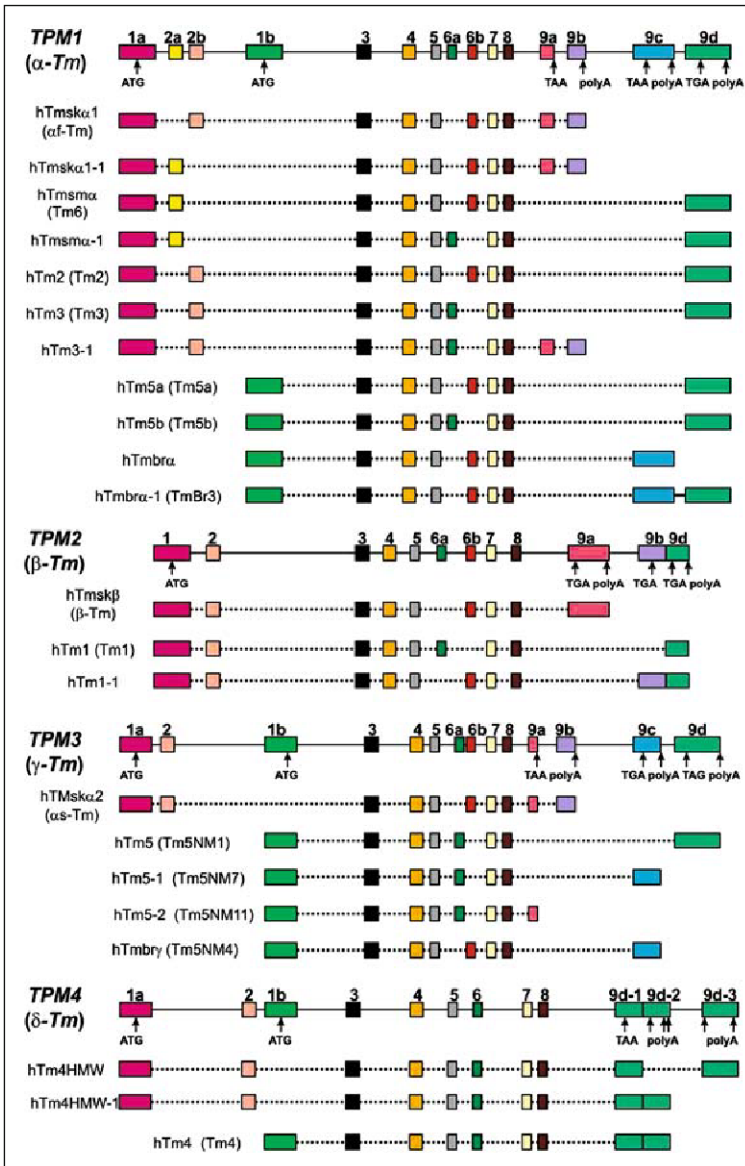 TPM1 1a 2a 2b 1b 3 4 5 6a 6b 7 8 9a 9b 9c 9d
(α-Tm)
ATG ATG TAA polyA TAA polyA TGA polyA
hTmskα1
(αf-Tm)
hTmskα1-1
hTmsmα
(Tm6)
hTmsmα-1
hTm2 (Tm2)
hTm3 (Tm3)
hTm3-1
hTm5a (Tm5a)
hTm5b (Tm5b)
hTmbrα
hTmbrα-1 (TmBr3)
TPM2 1 2 3 4 5 6a 6b 7 8 9a 9b 9d
(β-Tm)
ATG TGA polyA TGA TGA polyA
hTmskβ
(β-Tm)
hTm1 (Tm1)
hTm1-1
TPM3 1a 2 1b 3 4 5 6a 6b 7 8 9a 9b 9c 9d
(γ-Tm)
ATG ATG TAA polyA TGA polyA TAG polyA
hTMskα2
(αs-Tm)
hTm5 (Tm5NM1)
hTm5-1 (Tm5NM7)
hTm5-2 (Tm5NM11)
hTmbrγ (Tm5NM4)
TPM4 1a 2 1b 3 4 5 6 7 8 9d-1 9d-2 9d-3
(δ-Tm)
ATG ATG TAA polyA polyA
hTm4HMW
hTm4HMW-1
hTm4 (Tm4)